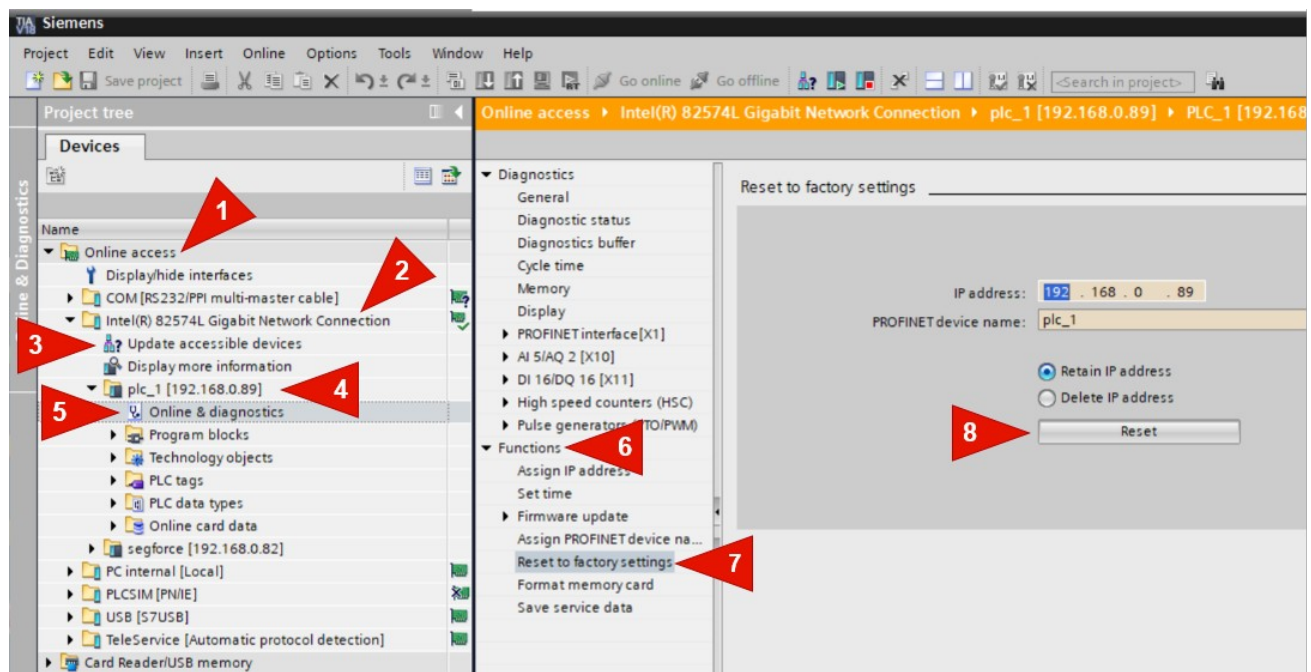 TIA V18 Siemens
Project Edit View Insert Online Options Tools Window Help
Save project Go online Go offline <Search in project>
Project tree
Online access ▸ Intel(R) 82574L Gigabit Network Connection ▸ plc_1 [192.168.0.89] ▸ PLC_1 [192.168
Devices
Online & Diagnostics
Name
1
Online access
Display/hide interfaces
2
COM [RS232/PPI multi-master cable]
Intel(R) 82574L Gigabit Network Connection
3
Update accessible devices
Display more information
plc_1 [192.168.0.89]
4
5
Online & diagnostics
Program blocks
Technology objects
PLC tags
PLC data types
Online card data
segforce [192.168.0.82]
PC internal [Local]
PLCSIM [PN/IE]
USB [S7USB]
TeleService [Automatic protocol detection]
Card Reader/USB memory
Diagnostics
General
Diagnostic status
Diagnostics buffer
Cycle time
Memory
Display
PROFINET interface [X1]
AI 5/AQ 2 [X10]
DI 16/DQ 16 [X11]
High speed counters (HSC)
Pulse generators (PTO/PWM)
Functions
6
Assign IP address
Set time
Firmware update
Assign PROFINET device na...
Reset to factory settings
7
Format memory card
Save service data
Reset to factory settings
IP address: 192 . 168 . 0 . 89
PROFINET device name: plc_1
Retain IP address
Delete IP address
8
Reset